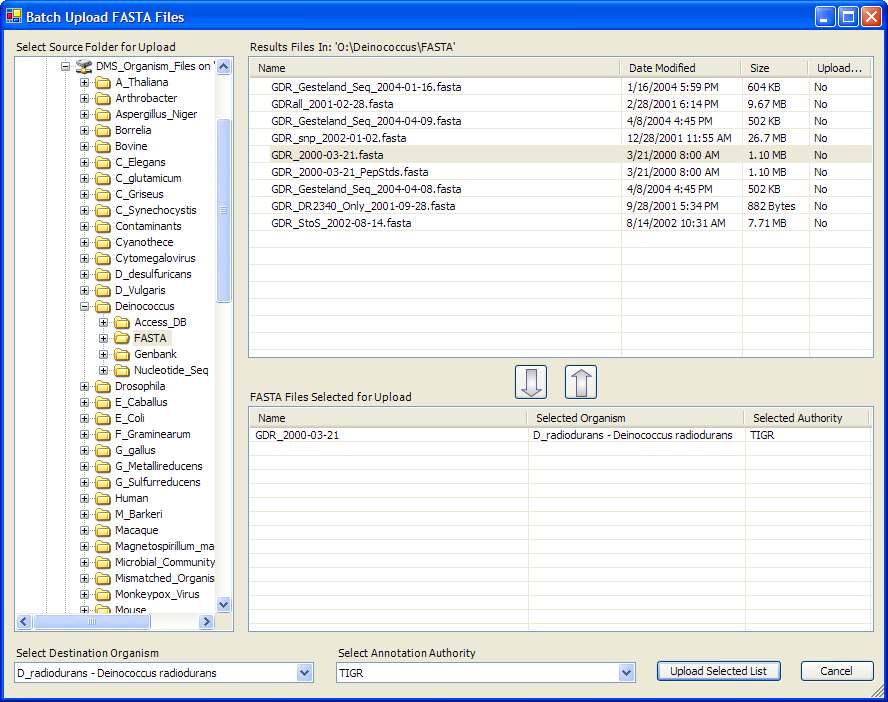 Batch Upload FASTA Files
Select Source Folder for Upload
DMS_Organism_Files on
A_Thaliana
Arthrobacter
Aspergillus_Niger
Borrelia
Bovine
C_Elegans
C_glutamicum
C_Griseus
C_Synechocystis
Contaminants
Cyanothece
Cytomegalovirus
D_desulfuricans
D_Vulgaris
Deinococcus
Access_DB
FASTA
Genbank
Nucleotide_Seq
Drosophila
E_Caballus
E_Coli
F_Graminearum
G_gallus
G_Metallireducens
G_Sulfurreducens
Human
M_Barkeri
Macaque
Magnetospirillum_ma
Microbial_Community
Mismatched_Organis
Monkeypox_Virus
Mouse
Results Files In: 'O:\Deinococcus\FASTA'
Name Date Modified Size Upload...
GDR_Gesteland_Seq_2004-01-16.fasta 1/16/2004 5:59 PM 604 KB No
GDRall_2001-02-28.fasta 2/28/2001 6:14 PM 9.67 MB No
GDR_Gesteland_Seq_2004-04-09.fasta 4/8/2004 4:45 PM 502 KB No
GDR_snp_2002-01-02.fasta 12/28/2001 11:55 AM 26.7 MB No
GDR_2000-03-21.fasta 3/21/2000 8:00 AM 1.10 MB No
GDR_2000-03-21_PepStds.fasta 3/21/2000 8:00 AM 1.10 MB No
GDR_Gesteland_Seq_2004-04-08.fasta 4/8/2004 4:45 PM 502 KB No
GDR_DR2340_Only_2001-09-28.fasta 9/28/2001 5:34 PM 882 Bytes No
GDR_StoS_2002-08-14.fasta 8/14/2002 10:31 AM 7.71 MB No
FASTA Files Selected for Upload
Name Selected Organism Selected Authority
GDR_2000-03-21 D_radiodurans - Deinococcus radiodurans TIGR
Select Destination Organism
D_radiodurans - Deinococcus radiodurans
Select Annotation Authority
TIGR
Upload Selected List
Cancel